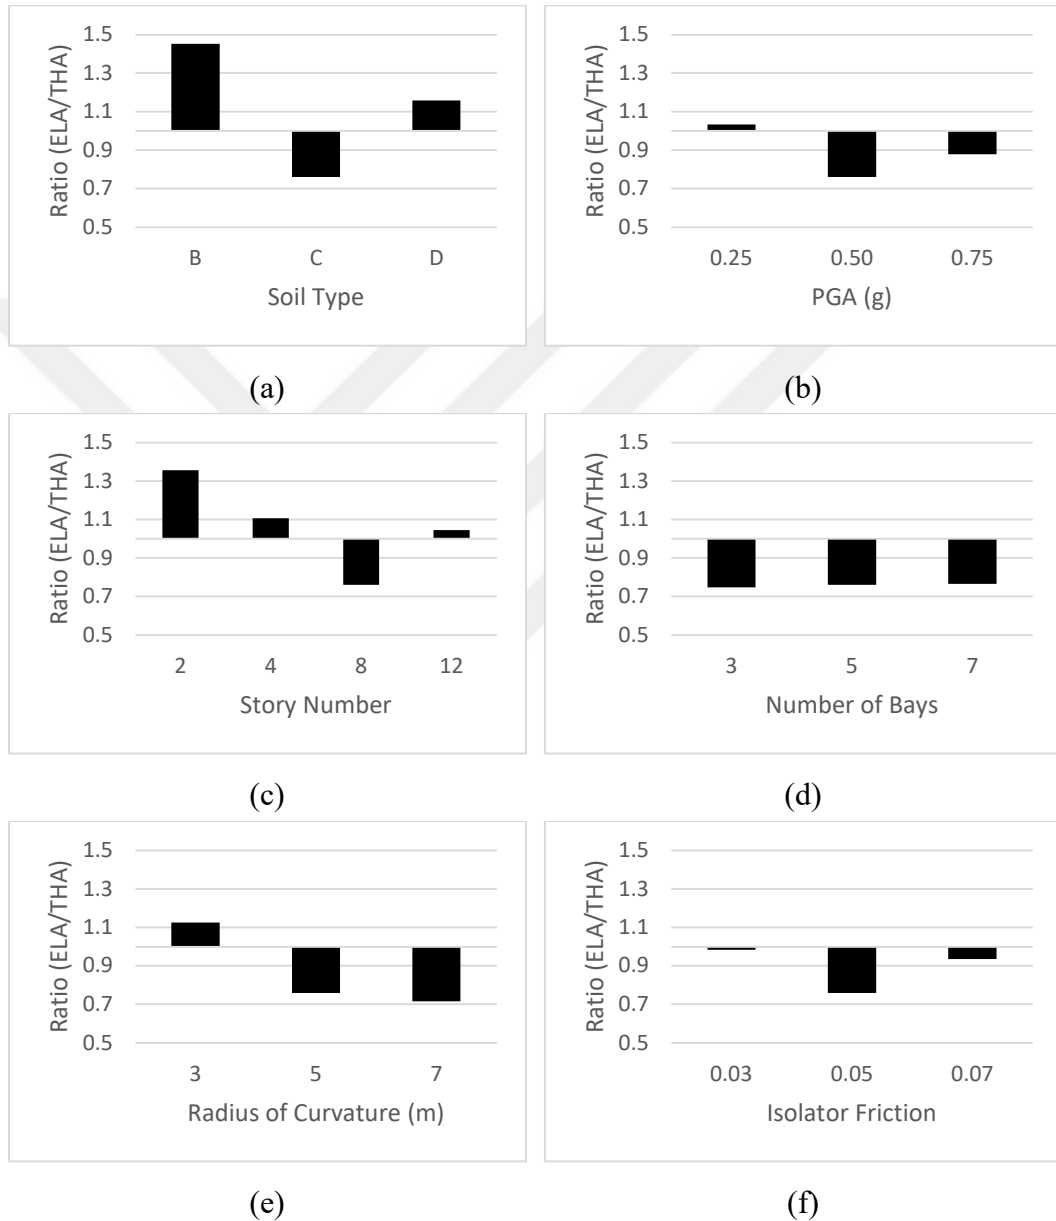 1.5
1.3
1.1
0.9
0.7
0.5
Ratio (ELA/THA)
B C D
Soil Type
(a)
1.5
1.3
1.1
0.9
0.7
0.5
Ratio (ELA/THA)
0.25 0.50 0.75
PGA (g)
(b)
1.5
1.3
1.1
0.9
0.7
0.5
Ratio (ELA/THA)
2 4 8 12
Story Number
(c)
1.5
1.3
1.1
0.9
0.7
0.5
Ratio (ELA/THA)
3 5 7
Number of Bays
(d)
1.5
1.3
1.1
0.9
0.7
0.5
Ratio (ELA/THA)
3 5 7
Radius of Curvature (m)
(e)
1.5
1.3
1.1
0.9
0.7
0.5
Ratio (ELA/THA)
0.03 0.05 0.07
Isolator Friction
(f)